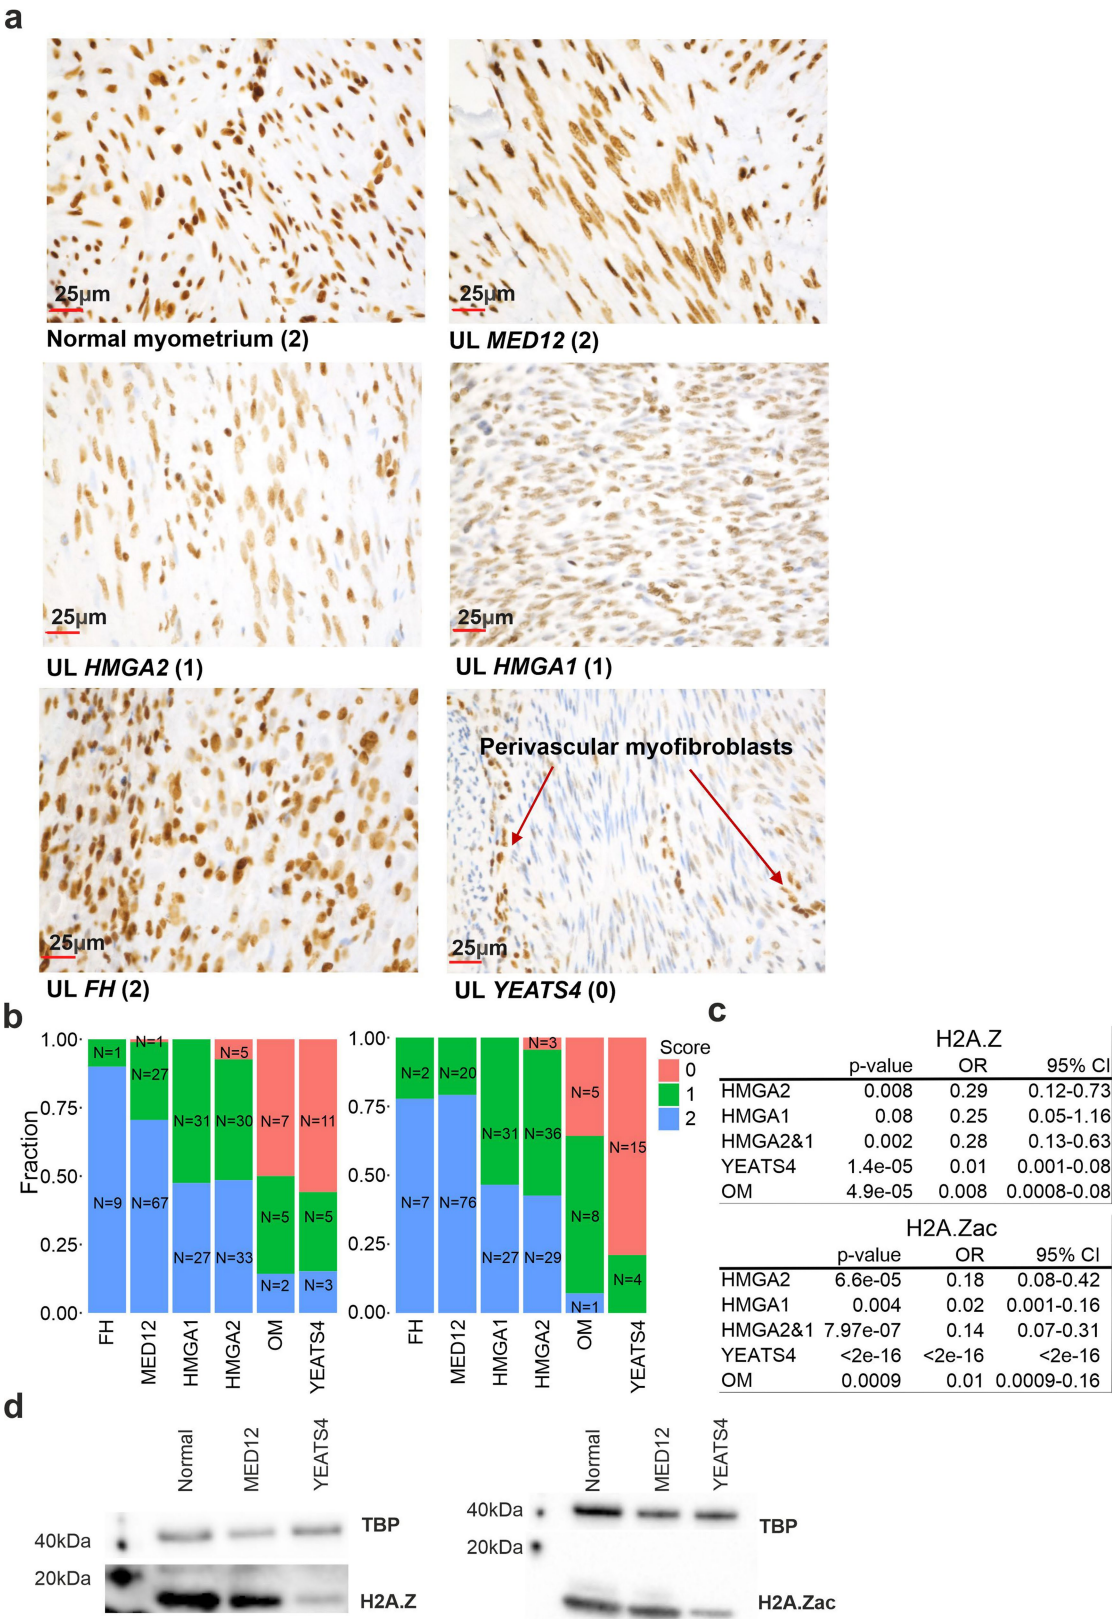 a
25µm
25µm
Normal myometrium (2)
UL MED12 (2)
25µm
25µm
UL HMGA2 (1)
UL HMGA1 (1)
Perivascular myofibroblasts
25µm
25µm
UL FH (2)
UL YEATS4 (0)
b
Fraction
1.00
0.75
0.50
0.25
0.00
N=1
N=9
N=1
N=27
N=67
N=31
N=27
N=5
N=30
N=33
N=7
N=5
N=2
N=11
N=5
N=3
FH
MED12
HMGA1
HMGA2
OM
YEATS4
1.00
0.75
0.50
0.25
0.00
N=2
N=7
N=20
N=76
N=31
N=27
N=3
N=36
N=29
N=5
N=8
N=1
N=15
N=4
FH
MED12
HMGA1
HMGA2
OM
YEATS4
Score
0
1
2
c
H2A.Z
p-value OR 95% CI
HMGA2 0.008 0.29 0.12-0.73
HMGA1 0.08 0.25 0.05-1.16
HMGA2&1 0.002 0.28 0.13-0.63
YEATS4 1.4e-05 0.01 0.001-0.08
OM 4.9e-05 0.008 0.0008-0.08
H2A.Zac
p-value OR 95% CI
HMGA2 6.6e-05 0.18 0.08-0.42
HMGA1 0.004 0.02 0.001-0.16
HMGA2&1 7.97e-07 0.14 0.07-0.31
YEATS4 <2e-16 <2e-16 <2e-16
OM 0.0009 0.01 0.0009-0.16
d
Normal
MED12
YEATS4
40kDa
TBP
20kDa
H2A.Z
Normal
MED12
YEATS4
40kDa
TBP
20kDa
H2A.Zac